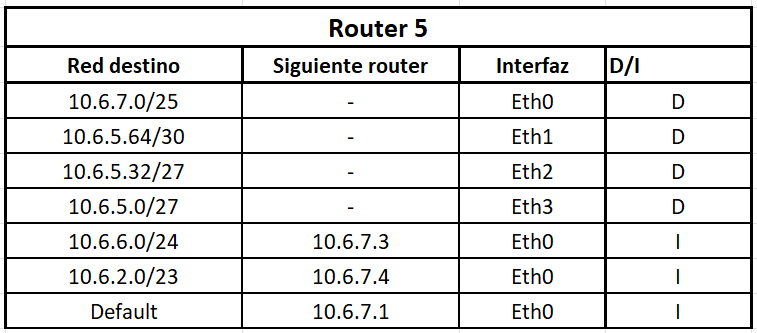 Router 5
Red destino Siguiente router Interfaz D/I
10.6.7.0/25 - Eth0 D
10.6.5.64/30 - Eth1 D
10.6.5.32/27 - Eth2 D
10.6.5.0/27 - Eth3 D
10.6.6.0/24 10.6.7.3 Eth0 I
10.6.2.0/23 10.6.7.4 Eth0 I
Default 10.6.7.1 Eth0 I